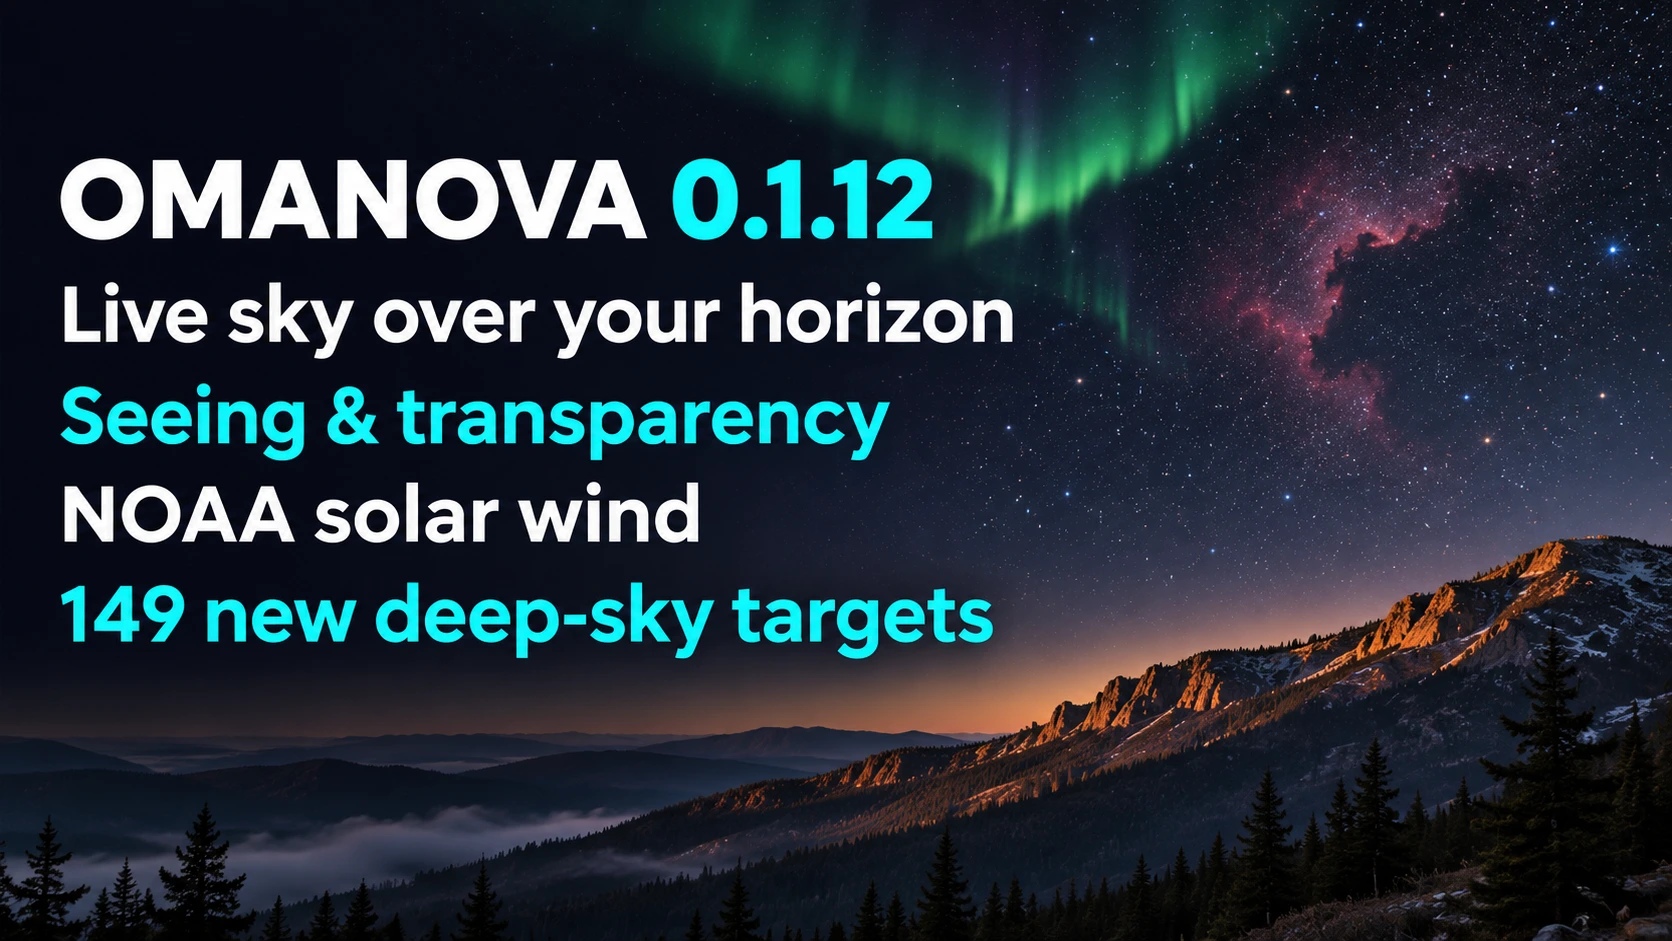 OMANOVA 0.1.12
Live sky over your horizon
Seeing & transparency
NOAA solar wind
149 new deep-sky targets